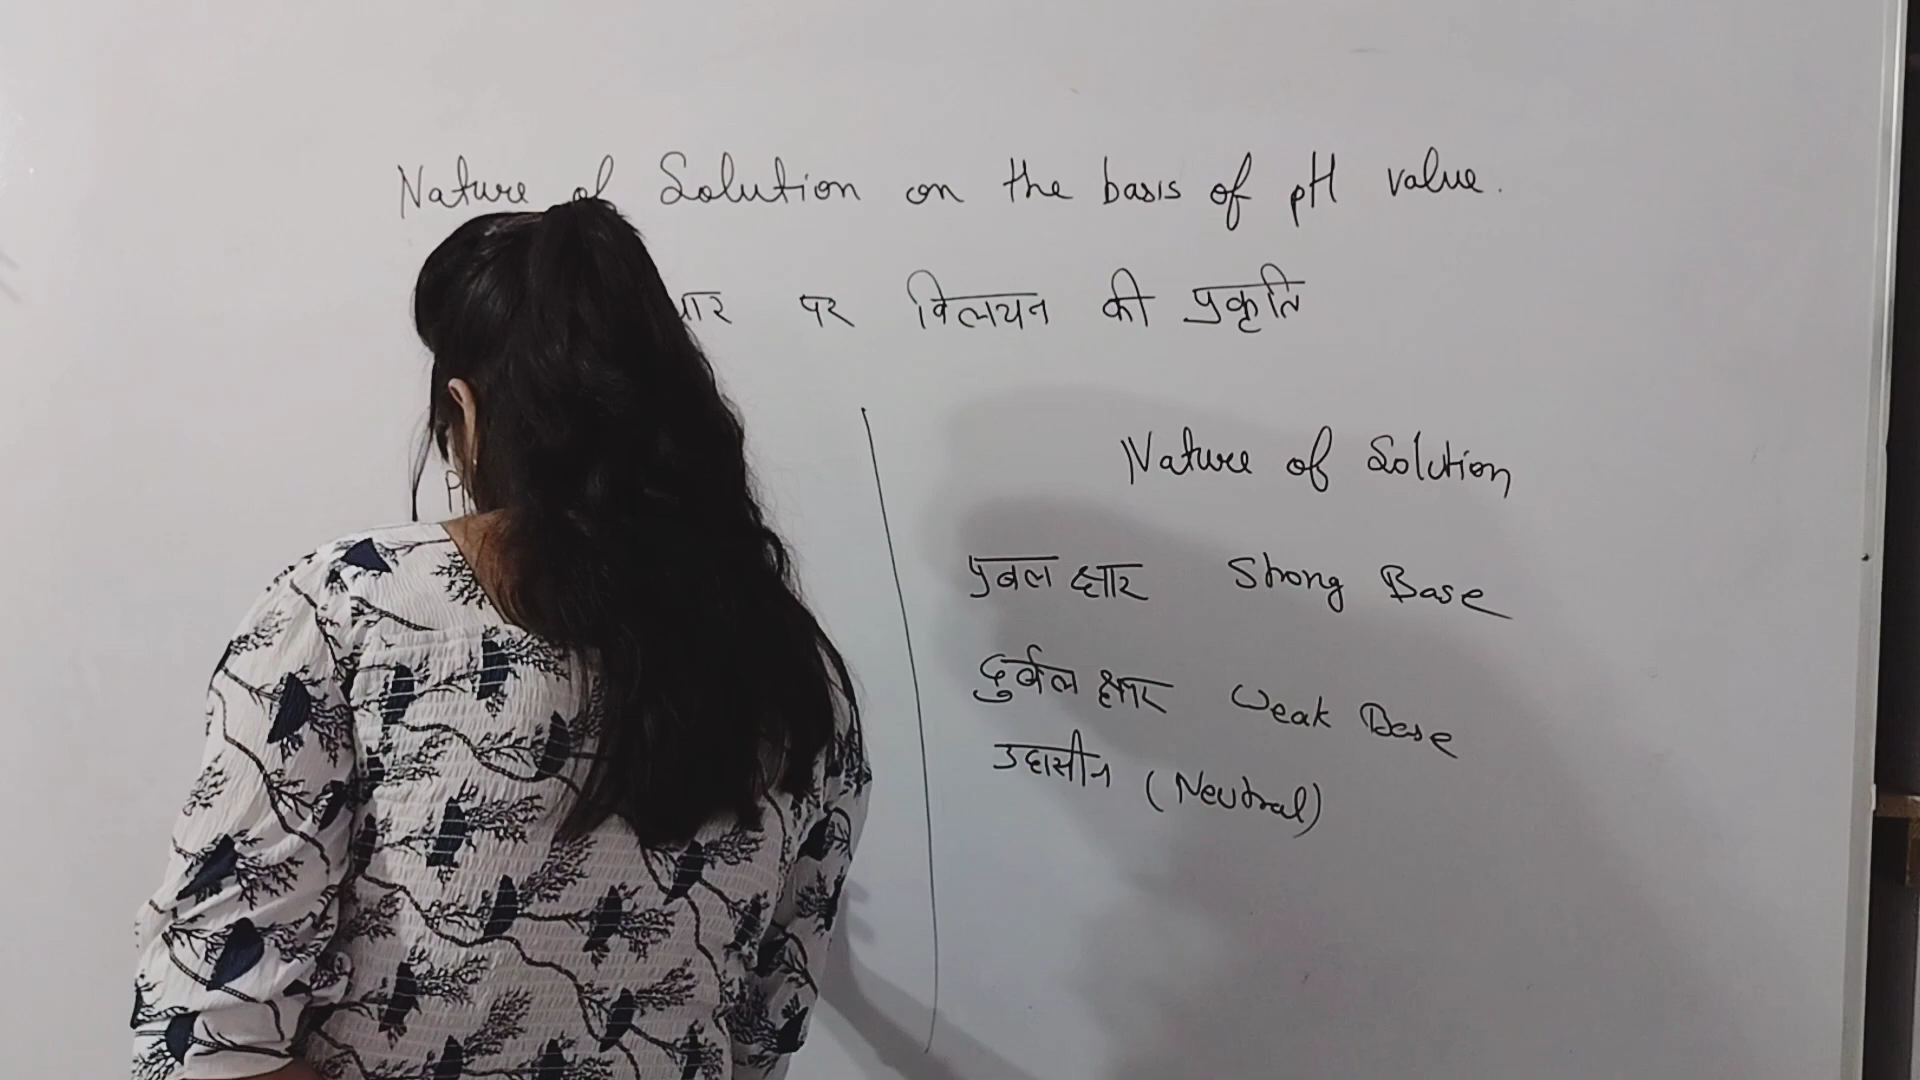 Nature of Solution on the basis of pH value.
पर विलयन की प्रकृति
Nature of Solution
प्रबल क्षार Strong Base
दुर्बल क्षार Weak Base
उदासीन (Neutral)